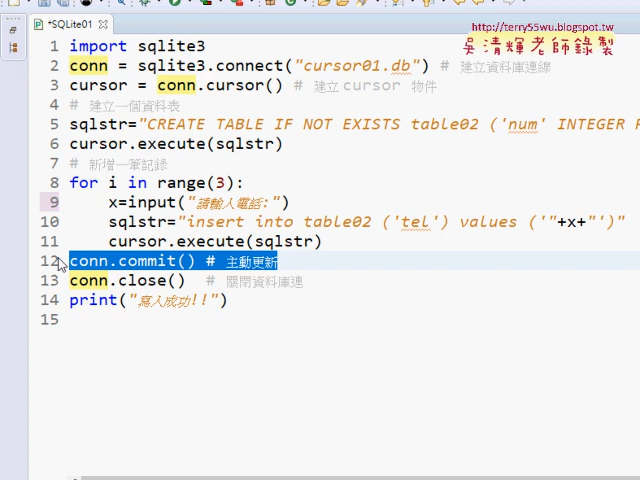 http://terry55wu.blogspot.tw
吳清輝老師錄製
*SQLite01
1 import sqlite3
2 conn = sqlite3.connect("cursor01.db") # 建立資料庫連線
3 cursor = conn.cursor() # 建立 cursor 物件
4 # 建立一個資料表
5 sqlstr="CREATE TABLE IF NOT EXISTS table02 ('num' INTEGER
6 cursor.execute(sqlstr)
7 # 新增一筆記錄
8 for i in range(3):
9 x=input("請輸入電話:")
10 sqlstr="insert into table02 ('tel') values ('"+x+"')"
11 cursor.execute(sqlstr)
12 conn.commit() # 主動更新
13 conn.close() # 關閉資料庫連
14 print("寫入成功!!")
15